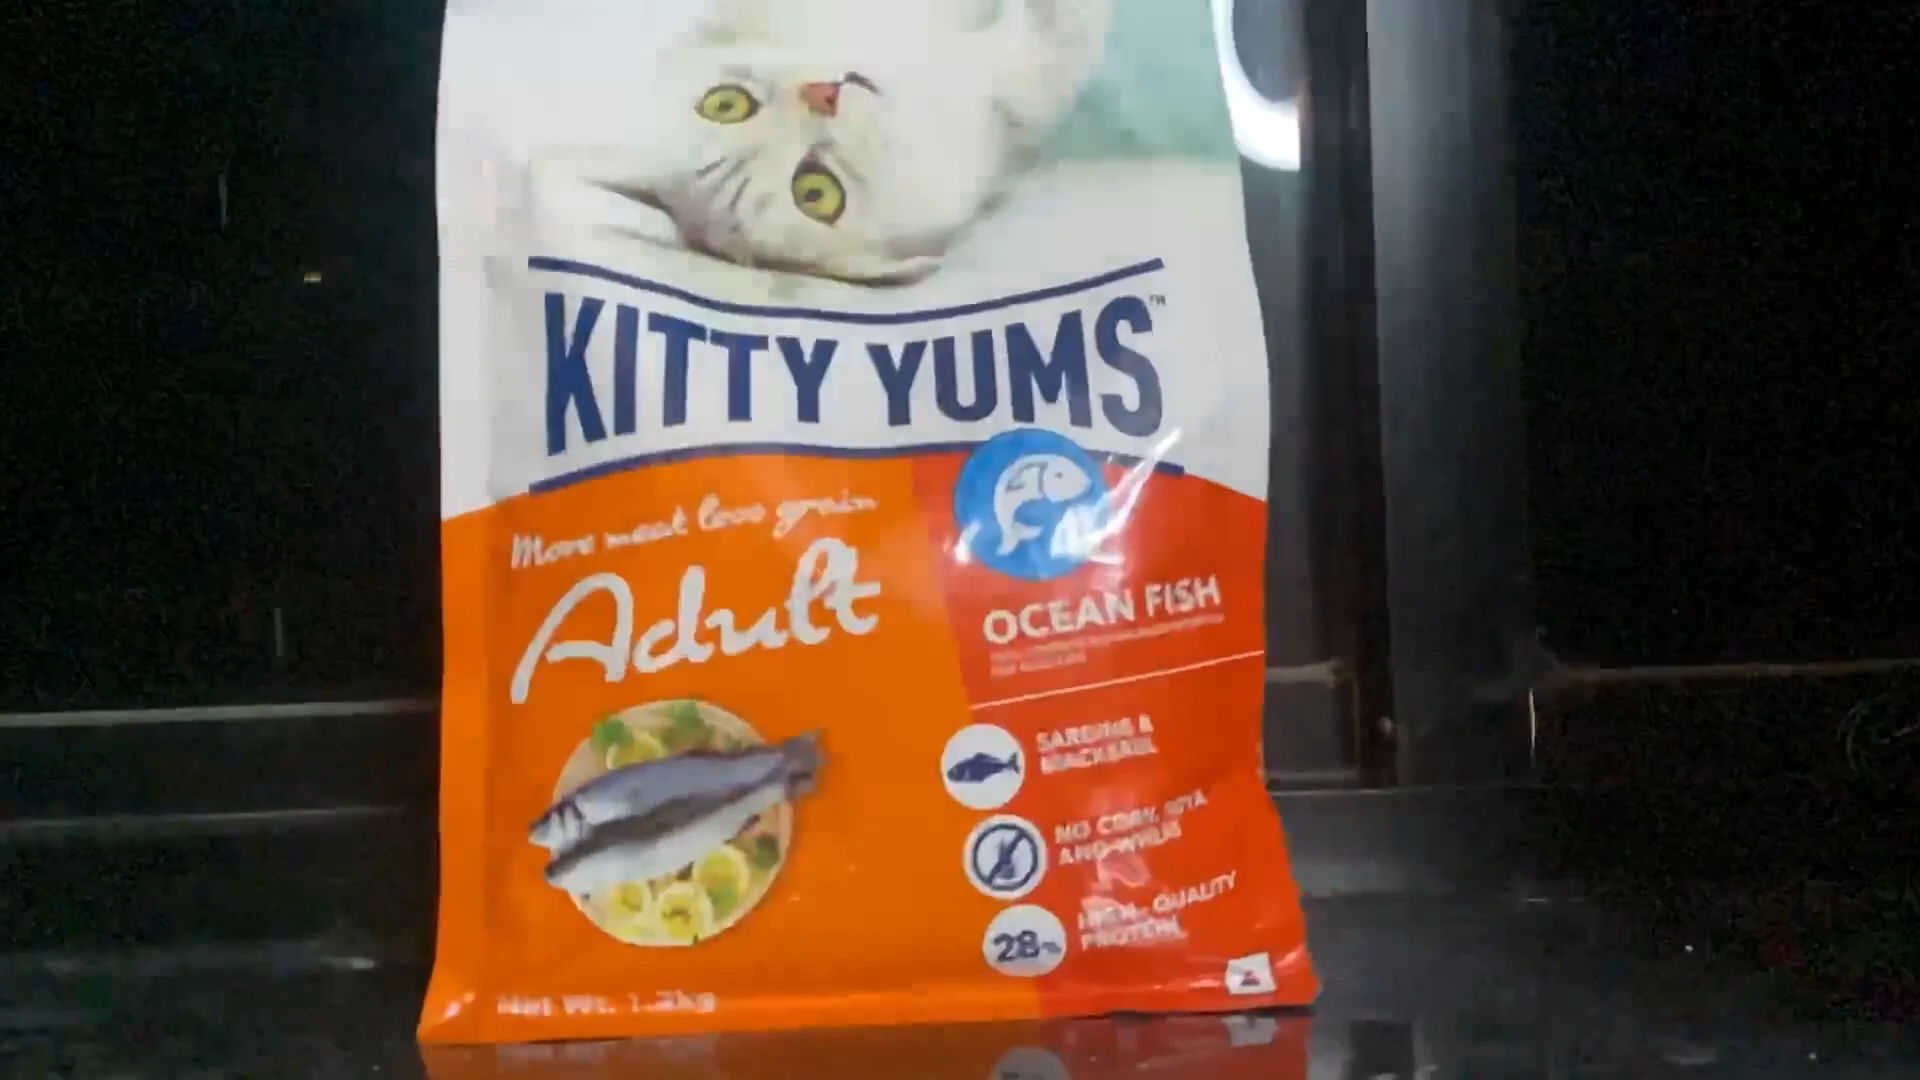 KITTY YUMS™
More meat less grain
Adult
OCEAN FISH
SARDINE &
MACKEREL
NO CORN, SOYA
AND WHEAT
28%
HIGH-QUALITY
PROTEIN
Net Wt. 1.2kg